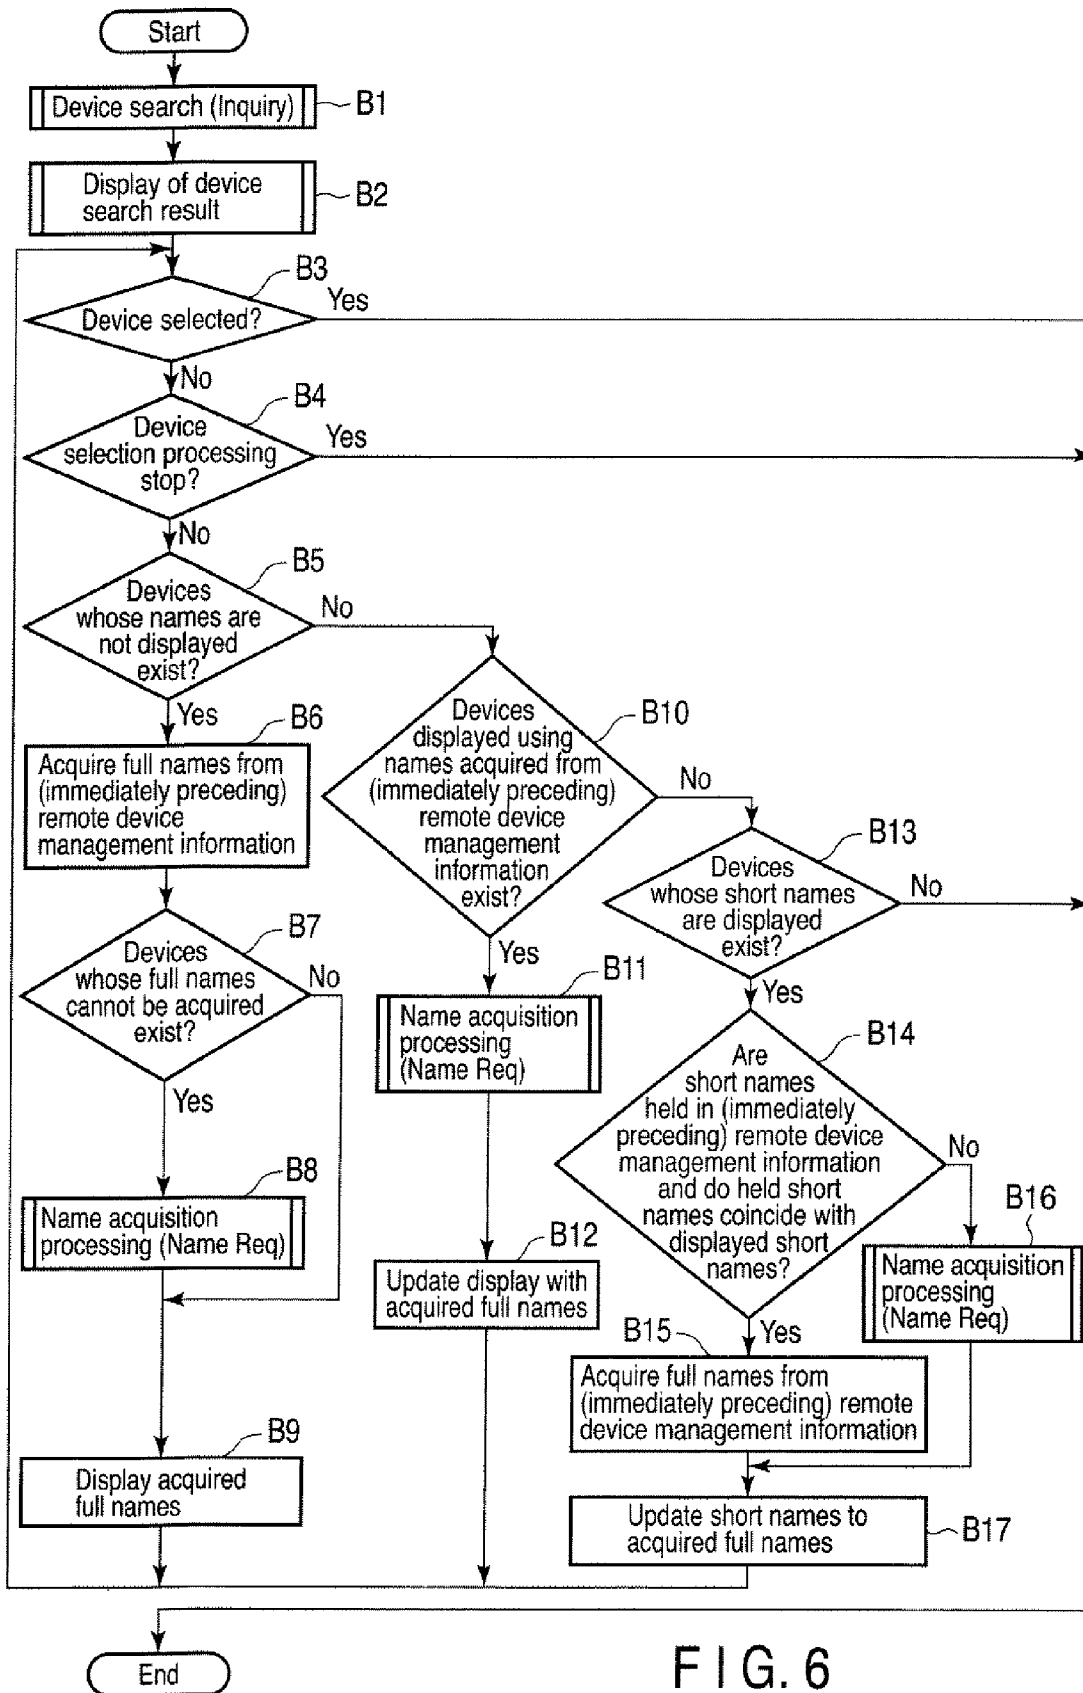 Start
Device search (Inquiry)
B1
Display of device
search result
B2
B3
Device selected?
Yes
No
B4
Device
selection processing
stop?
Yes
No
B5
Devices
whose names are
not displayed
exist?
No
Yes
B6
Acquire full names from
(immediately preceding)
remote device
management information
B7
Devices
whose full names
cannot be acquired
exist?
No
Yes
B8
Name acquisition
processing (Name Req)
B9
Display acquired
full names
B10
Devices
displayed using
names acquired from
(immediately preceding)
remote device
management
information
exist?
No
Yes
B11
Name acquisition
processing
(Name Req)
B12
Update display with
acquired full names
B13
Devices
whose short names
are displayed
exist?
No
Yes
B14
Are
short names
held in (immediately
preceding) remote device
management information
and do held short
names coincide with
displayed short
names?
No
Yes
B16
Name acquisition
processing
(Name Req)
B15
Acquire full names from
(immediately preceding) remote
device management information
Update short names to
acquired full names
B17
End
FIG. 6